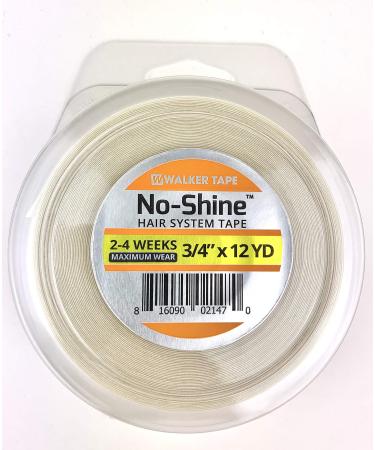 WALKER TAPE
No-Shine™
HAIR SYSTEM TAPE
2-4 WEEKS
MAXIMUM WEAR
3/4" x 12 YD
8 16090 02147 0